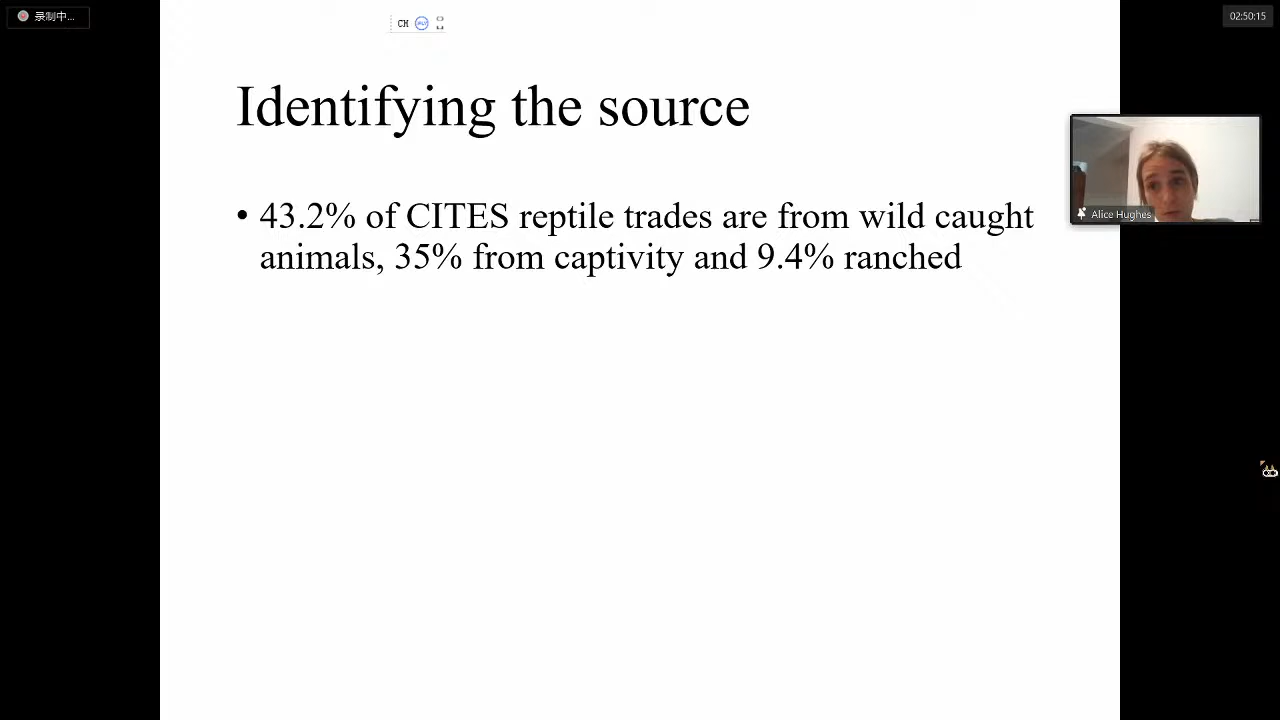 录制中...
CH
02:50:15
Identifying the source
• 43.2% of CITES reptile trades are from wild caught
animals, 35% from captivity and 9.4% ranched
Alice Hughes